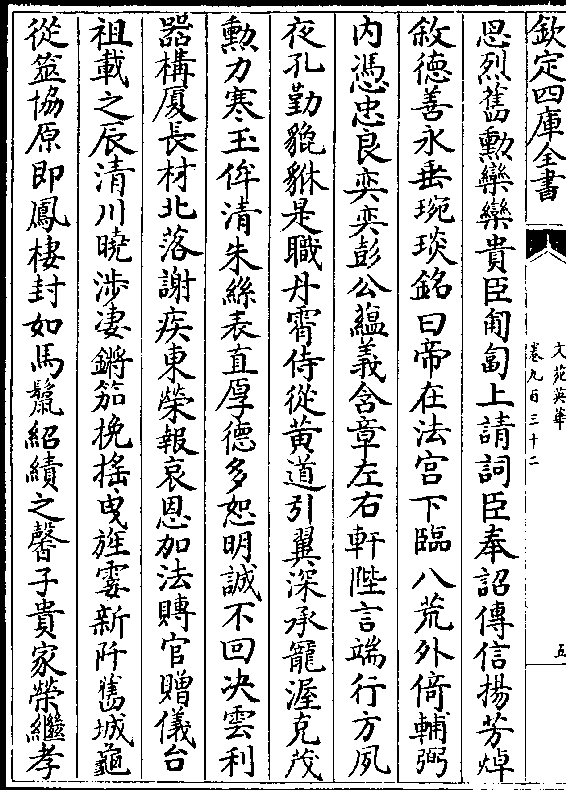 欽定四庫全書
文苑英華
卷九百三十二
五
思烈舊勲欒欒貴臣匍匐上請詞臣奉詔傳信揚芳焯
敘德善永垂琬琰銘曰帝在法宫下臨八荒外倚輔弼
内憑忠良奕奕彭公藴義含章左右軒陛言端行方夙
夜孔勤貔貅是職丹霄侍從黄道引翼深承寵渥克茂
勲力寒玉侔清朱絲表直厚德多恕明誠不回决雲利
器構厦長材北落謝疾東榮報哀恩加法賻官贈儀台
祖載之辰清川曉涉凄鏘笳挽摇曳旌霎新阡舊城龜
從筮協原即鳳棲封如馬鬛紹績之馨子貴家榮繼孝